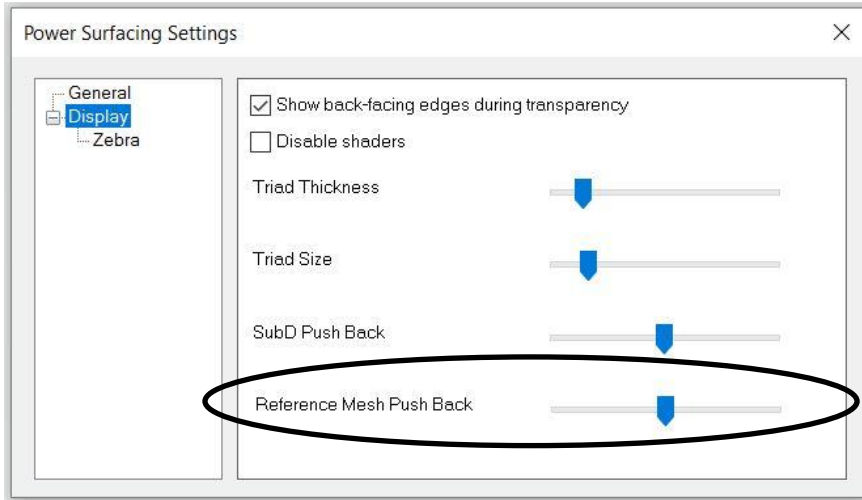 Power Surfacing Settings
General
Display
Zebra
Show back-facing edges during transparency
Disable shaders
Triad Thickness
Triad Size
SubD Push Back
Reference Mesh Push Back